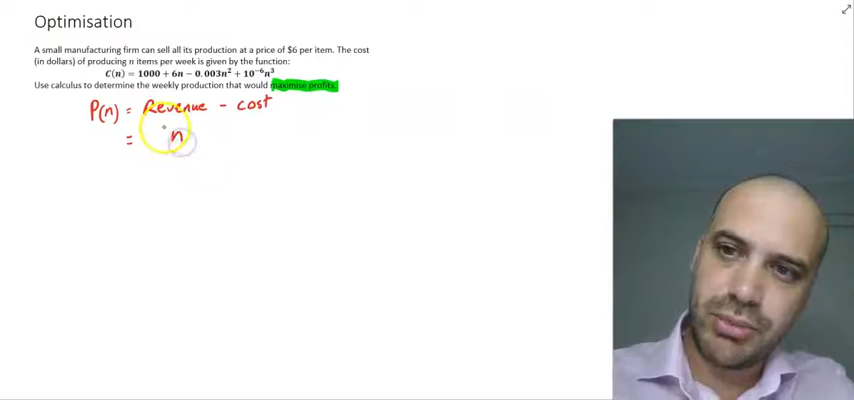 Optimisation
A small manufacturing firm can sell all its production at a price of $6 per item. The cost
(in dollars) of producing n items per week is given by the function:
C(n) = 1000 + 6n − 0.003n² + 10⁻⁶n³
Use calculus to determine the weekly production that would maximise profits.
P(n) = Revenue - cost
= n